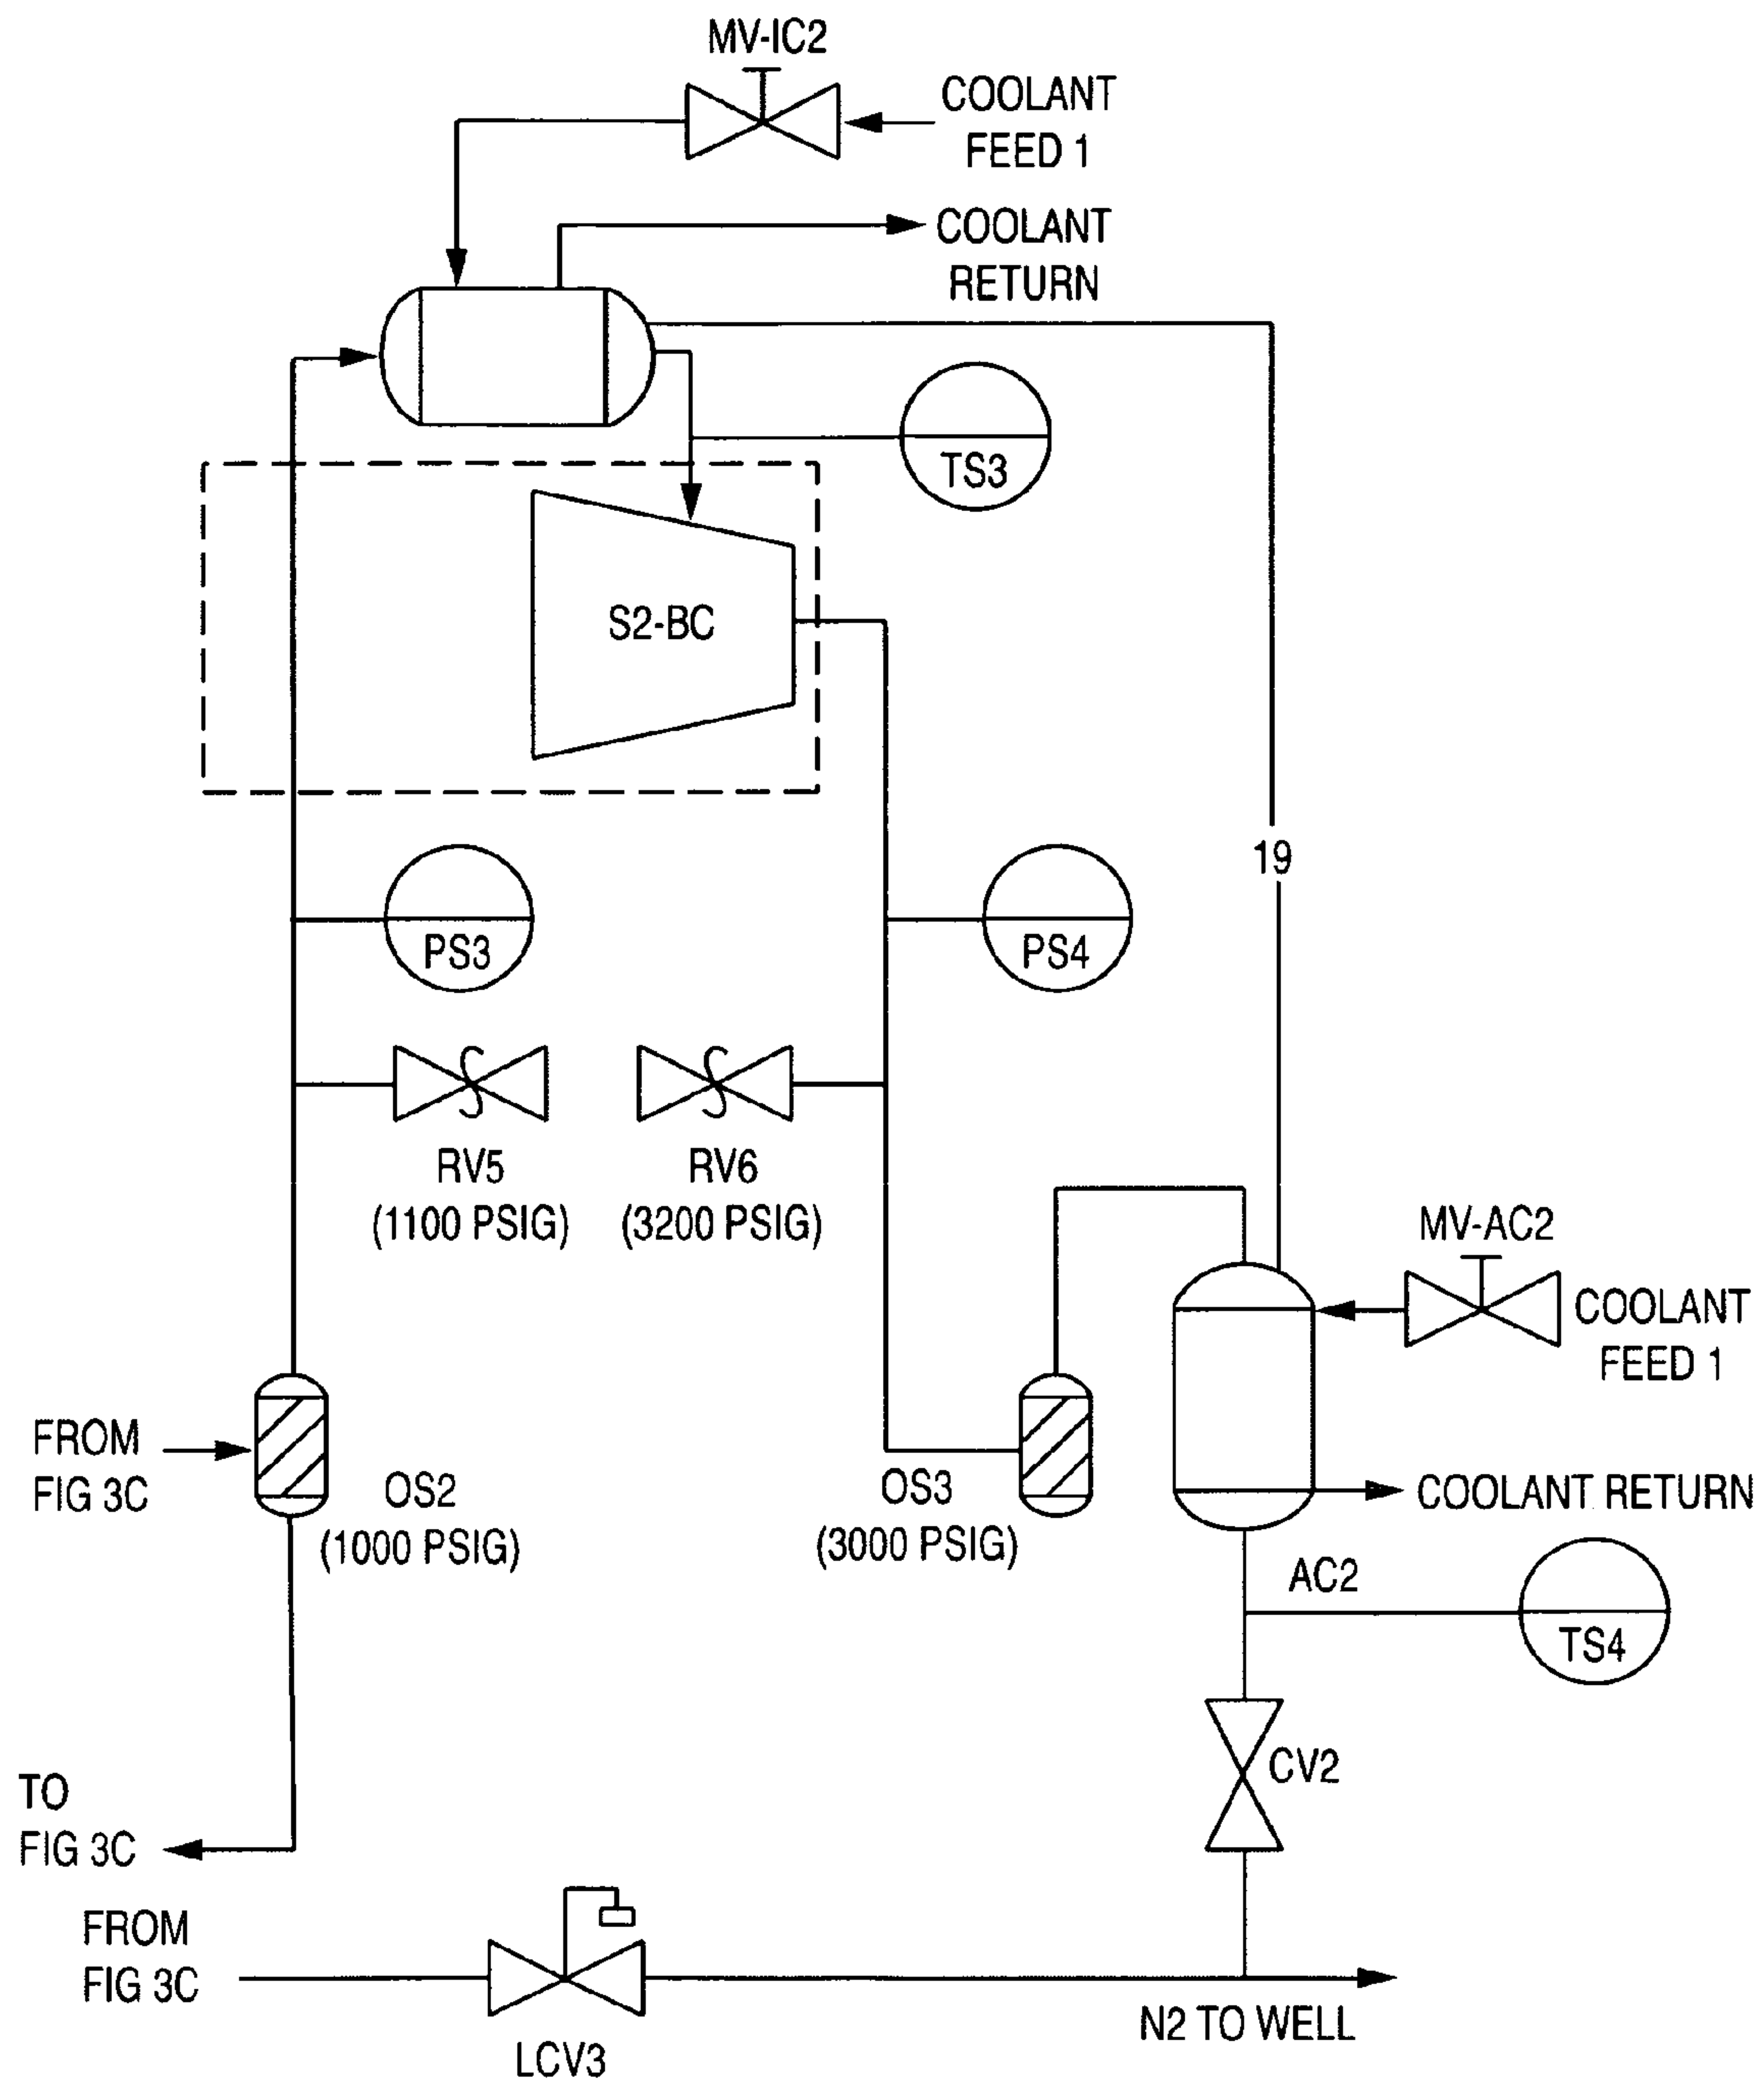 MV-IC2
COOLANT
FEED 1
COOLANT
RETURN
TS3
S2-BC
19
PS3
PS4
RV5
(1100 PSIG)
RV6
(3200 PSIG)
MV-AC2
COOLANT
FEED 1
FROM
FIG 3C
OS2
(1000 PSIG)
OS3
(3000 PSIG)
COOLANT RETURN
AC2
TS4
CV2
TO
FIG 3C
FROM
FIG 3C
LCV3
N2 TO WELL